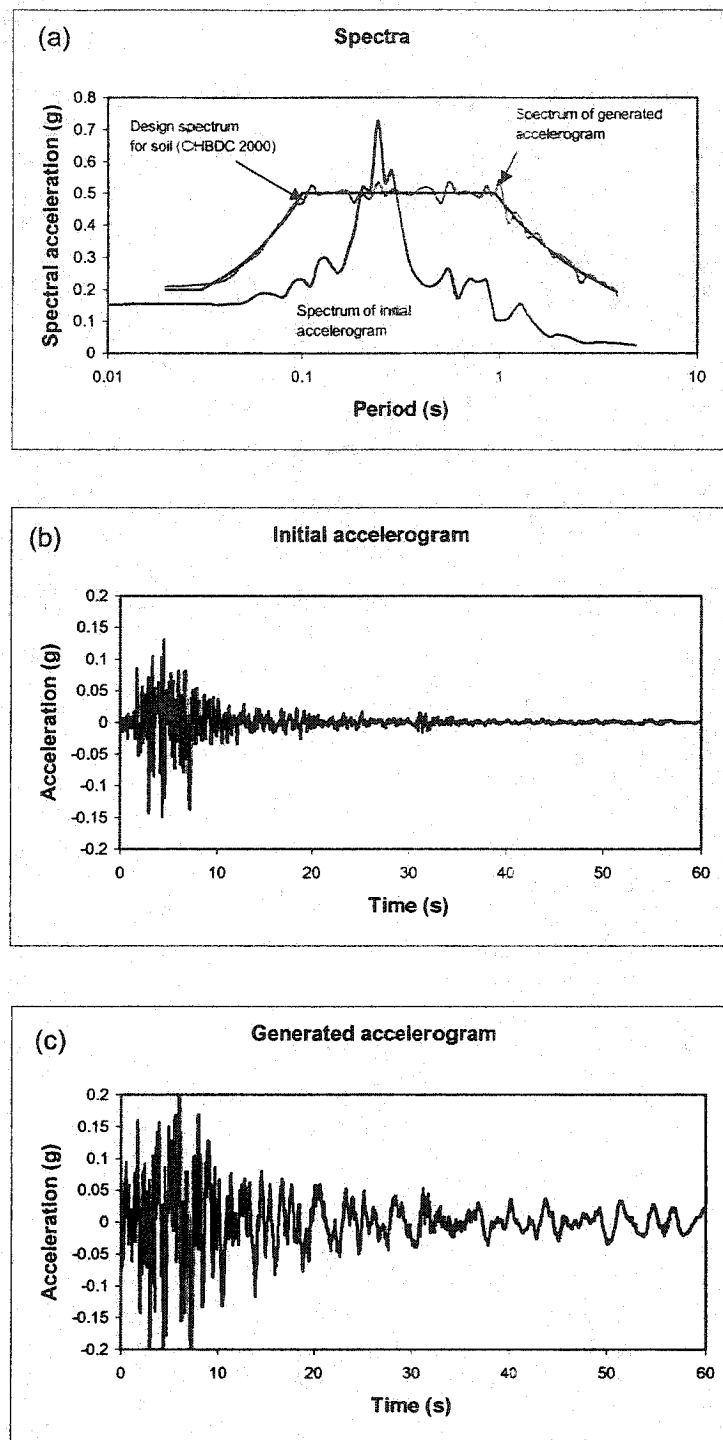 (a)
Spectra
Spectral acceleration (g)
0.8
0.7
0.6
0.5
0.4
0.3
0.2
0.1
0
Design spectrum
for soil (CHBDC 2000)
Spectrum of generated
accelerogram
Spectrum of initial
accelerogram
0.01
0.1
1
10
Period (s)
(b)
Initial accelerogram
Acceleration (g)
0.2
0.15
0.1
0.05
0
-0.05
-0.1
-0.15
-0.2
0
10
20
30
40
50
60
Time (s)
(c)
Generated accelerogram
Acceleration (g)
0.2
0.15
0.1
0.05
0
-0.05
-0.1
-0.15
-0.2
0
10
20
30
40
50
60
Time (s)